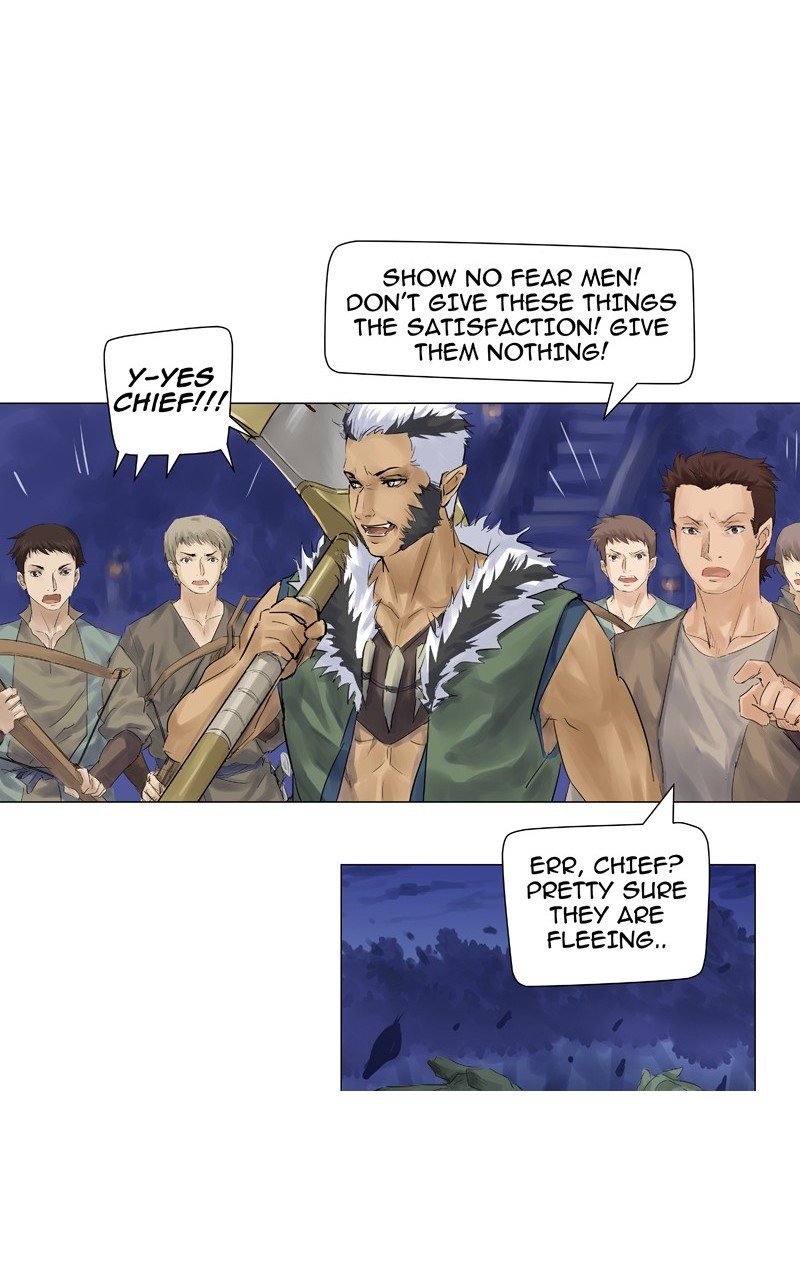 SHOW NO FEAR MEN!
DON'T GIVE THESE THINGS
THE SATISFACTION! GIVE
THEM NOTHING!
Y-YES
CHIEF!!!
ERR, CHIEF?
PRETTY SURE
THEY ARE
FLEEING..